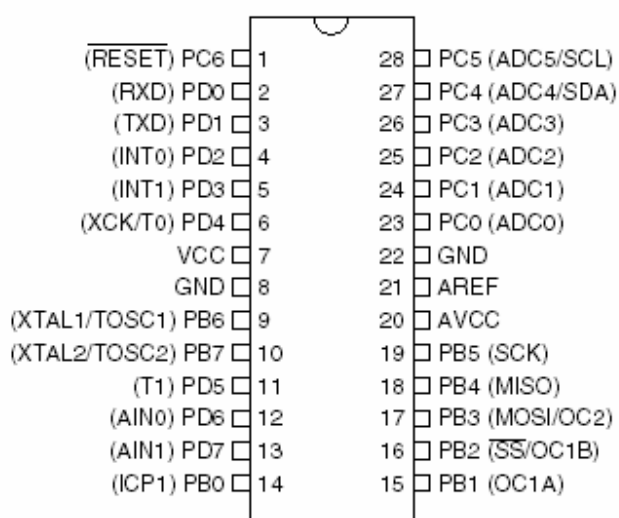 (RESET) PC6 1 28 PC5 (ADC5/SCL)
(RXD) PD0 2 27 PC4 (ADC4/SDA)
(TXD) PD1 3 26 PC3 (ADC3)
(INT0) PD2 4 25 PC2 (ADC2)
(INT1) PD3 5 24 PC1 (ADC1)
(XCK/T0) PD4 6 23 PC0 (ADC0)
VCC 7 22 GND
GND 8 21 AREF
(XTAL1/TOSC1) PB6 9 20 AVCC
(XTAL2/TOSC2) PB7 10 19 PB5 (SCK)
(T1) PD5 11 18 PB4 (MISO)
(AIN0) PD6 12 17 PB3 (MOSI/OC2)
(AIN1) PD7 13 16 PB2 (SS/OC1B)
(ICP1) PB0 14 15 PB1 (OC1A)